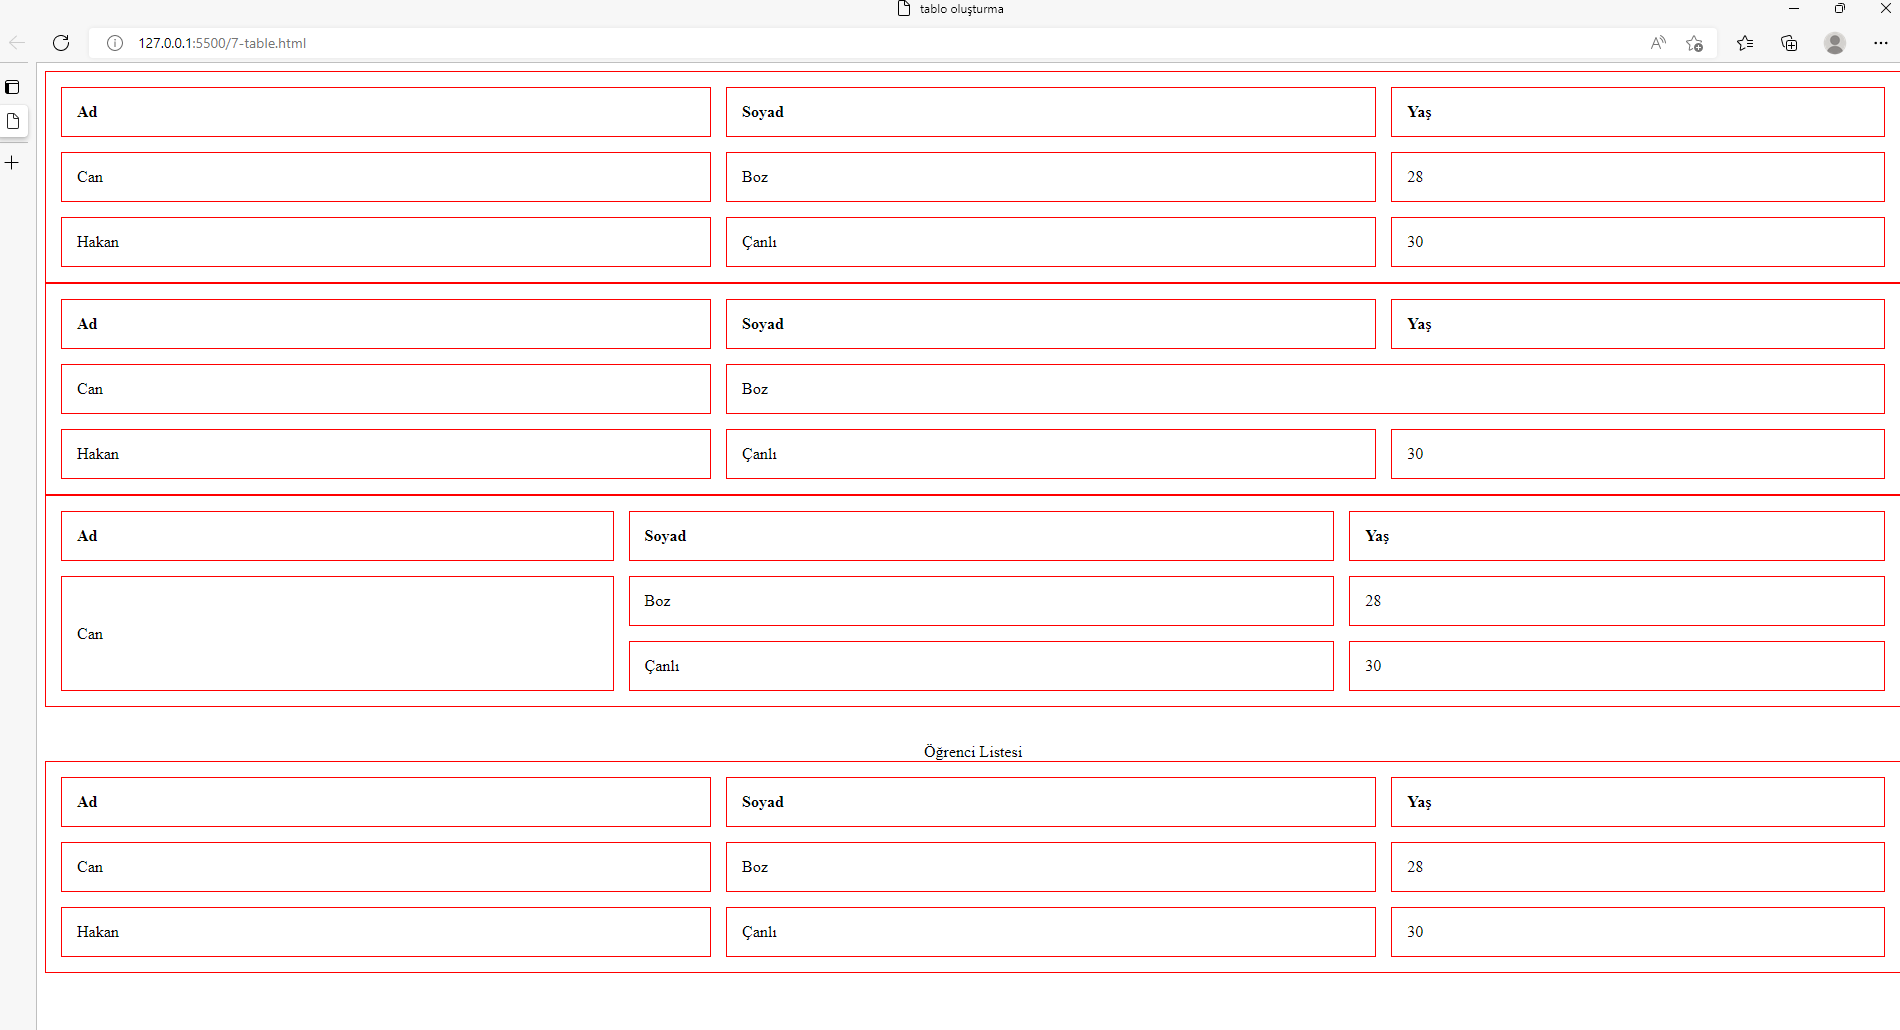 tablo oluşturma
127.0.0.1:5500/7-table.html
Ad Soyad Yaş
Can Boz 28
Hakan Çanlı 30
Ad Soyad Yaş
Can Boz
Hakan Çanlı 30
Ad Soyad Yaş
Can Boz 28
Çanlı 30
Öğrenci Listesi
Ad Soyad Yaş
Can Boz 28
Hakan Çanlı 30